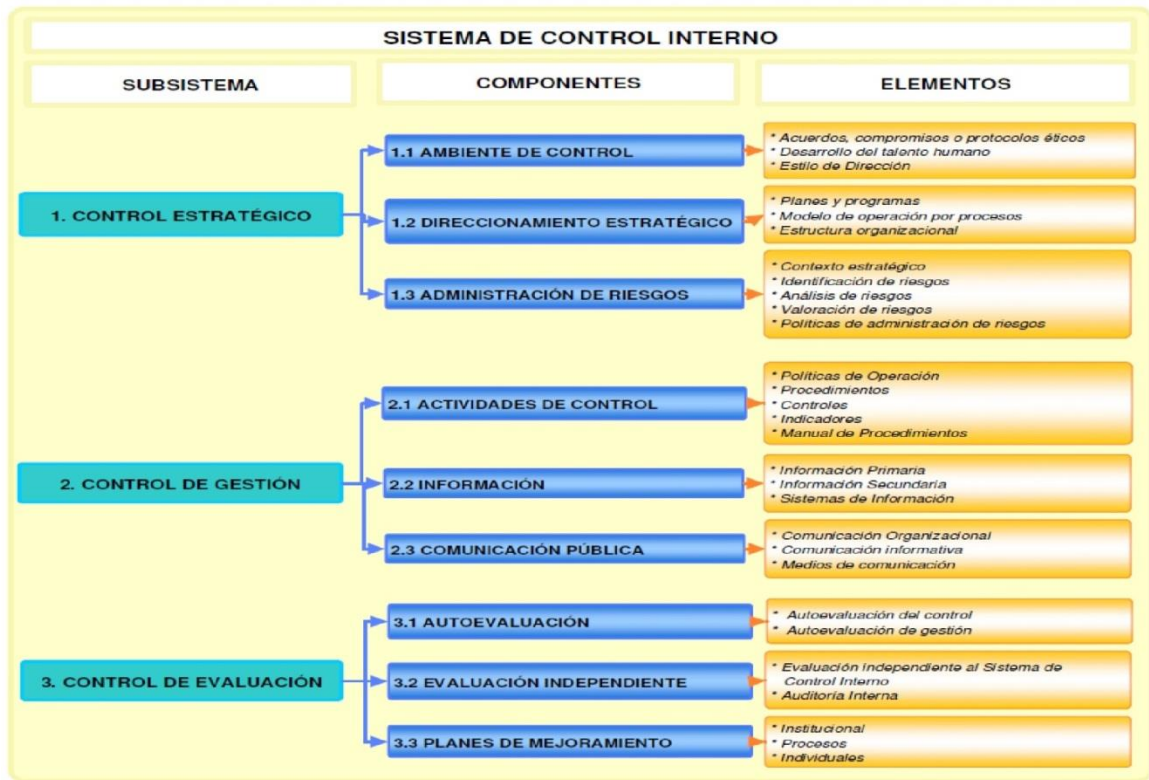 SISTEMA DE CONTROL INTERNO
SUBSISTEMA
COMPONENTES
ELEMENTOS
1. CONTROL ESTRATÉGICO
1.1 AMBIENTE DE CONTROL
* Acuerdos, compromisos o protocolos éticos
* Desarrollo del talento humano
* Estilo de Dirección
1.2 DIRECCIONAMIENTO ESTRATÉGICO
* Planes y programas
* Modelo de operación por procesos
* Estructura organizacional
1.3 ADMINISTRACIÓN DE RIESGOS
* Contexto estratégico
* Identificación de riesgos
* Análisis de riesgos
* Valoración de riesgos
* Políticas de administración de riesgos
2. CONTROL DE GESTIÓN
2.1 ACTIVIDADES DE CONTROL
* Políticas de Operación
* Procedimientos
* Controles
* Indicadores
* Manual de Procedimientos
2.2 INFORMACIÓN
* Información Primaria
* Información Secundaria
* Sistemas de Información
2.3 COMUNICACIÓN PÚBLICA
* Comunicación Organizacional
* Comunicación informativa
* Medios de comunicación
3. CONTROL DE EVALUACIÓN
3.1 AUTOEVALUACIÓN
* Autoevaluación del control
* Autoevaluación de gestión
3.2 EVALUACIÓN INDEPENDIENTE
* Evaluación independiente al Sistema de
Control Interno
* Auditoría Interna
3.3 PLANES DE MEJORAMIENTO
* Institucional
* Procesos
* Individuales